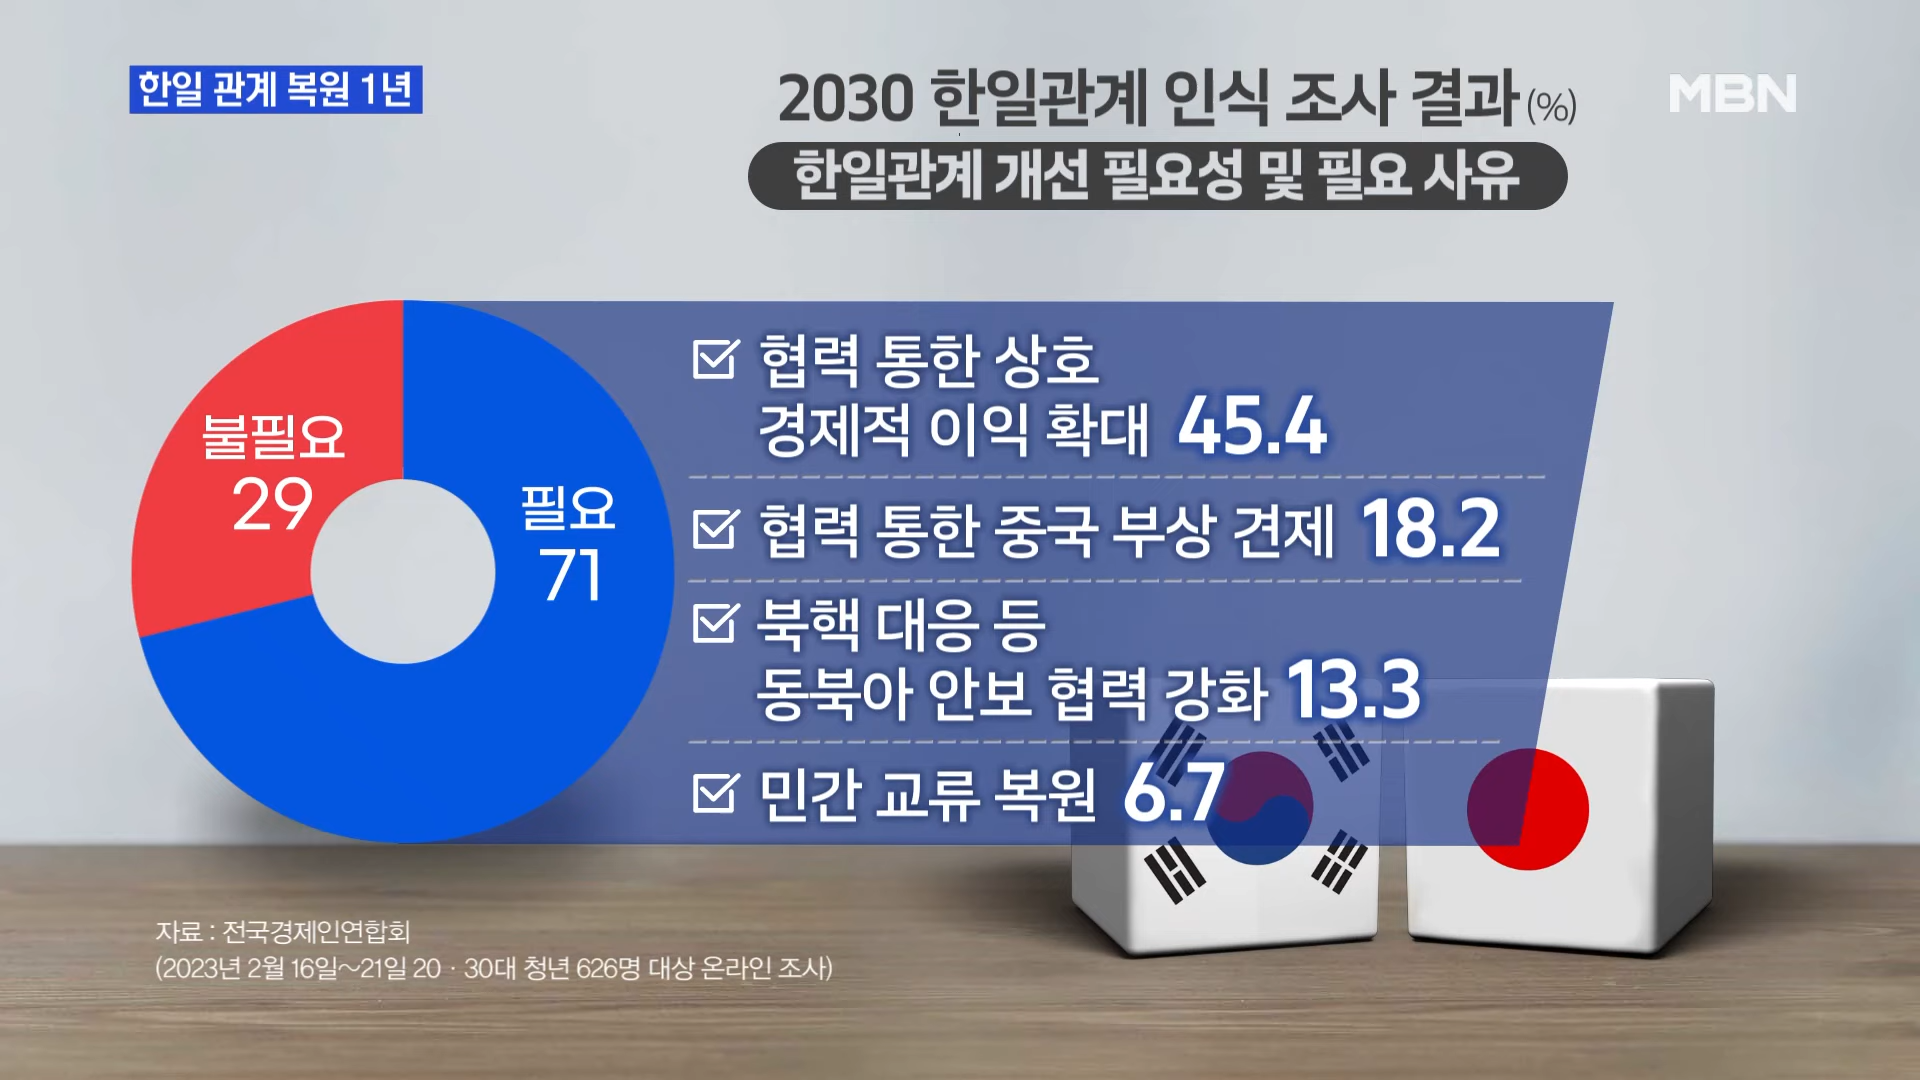 한일 관계 복원 1년
2030 한일관계 인식 조사 결과(%)
MBN
한일관계 개선 필요성 및 필요 사유
불필요
29
필요
71
협력 통한 상호
경제적 이익 확대 45.4
협력 통한 중국 부상 견제 18.2
북핵 대응 등
동북아 안보 협력 강화 13.3
민간 교류 복원 6.7
자료 : 전국경제인연합회
(2023년 2월 16일~21일 20·30대 청년 626명 대상 온라인 조사)